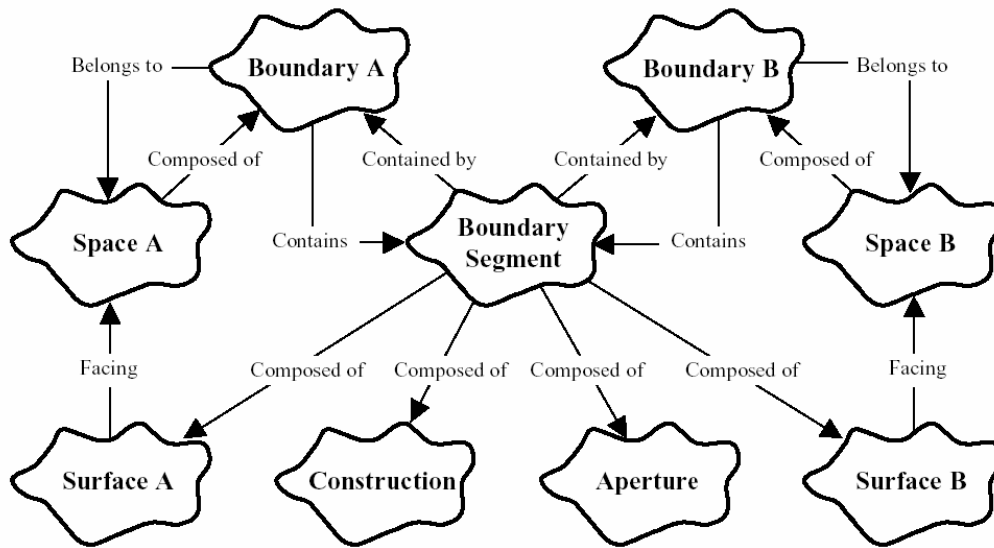 Belongs to
Boundary A
Boundary B
Belongs to
Composed of
Contained by
Contained by
Composed of
Space A
Contains
Boundary
Segment
Contains
Space B
Facing
Composed of
Composed of
Composed of
Composed of
Facing
Surface A
Construction
Aperture
Surface B